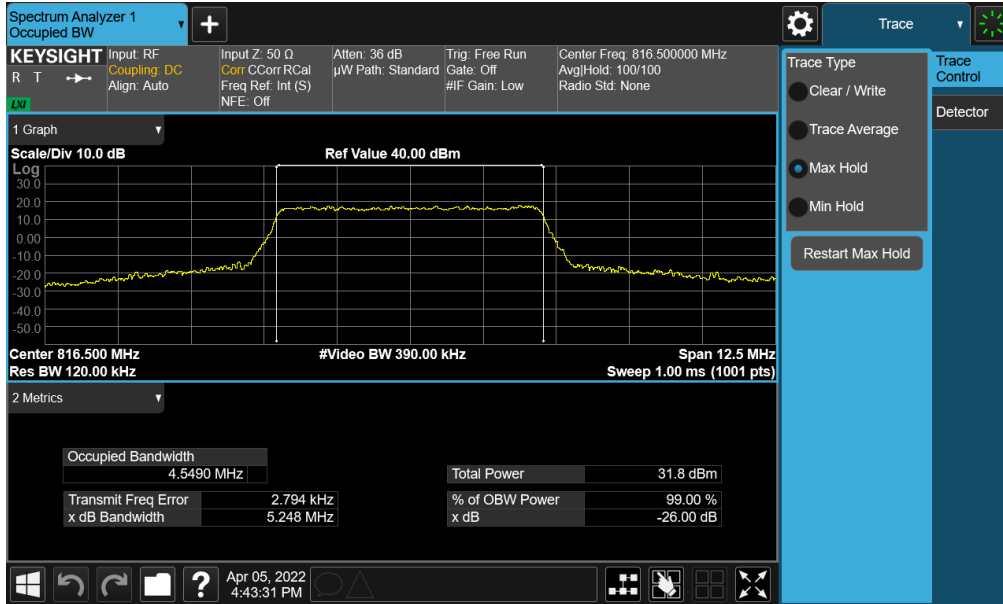 Spectrum Analyzer 1
Occupied BW
+
Trace
KEYSIGHT
R T
LXI
Input: RF
Coupling: DC
Align: Auto
Input Z: 50 Ω
Corr CCorr RCal
Freq Ref: Int (S)
NFE: Off
Atten: 36 dB
µW Path: Standard
Trig: Free Run
Gate: Off
#IF Gain: Low
Center Freq: 816.500000 MHz
Avg|Hold: 100/100
Radio Std: None
Trace Type
Clear / Write
Trace Average
Max Hold
Min Hold
Restart Max Hold
Trace
Control
Detector
1 Graph
Scale/Div 10.0 dB
Ref Value 40.00 dBm
Log
30.0
20.0
10.0
0.00
-10.0
-20.0
-30.0
-40.0
-50.0
Center 816.500 MHz
#Video BW 390.00 kHz
Span 12.5 MHz
Res BW 120.00 kHz
Sweep 1.00 ms (1001 pts)
2 Metrics
Occupied Bandwidth
4.5490 MHz
Total Power 31.8 dBm
Transmit Freq Error 2.794 kHz
% of OBW Power 99.00 %
x dB Bandwidth 5.248 MHz
x dB -26.00 dB
?
Apr 05, 2022
4:43:31 PM